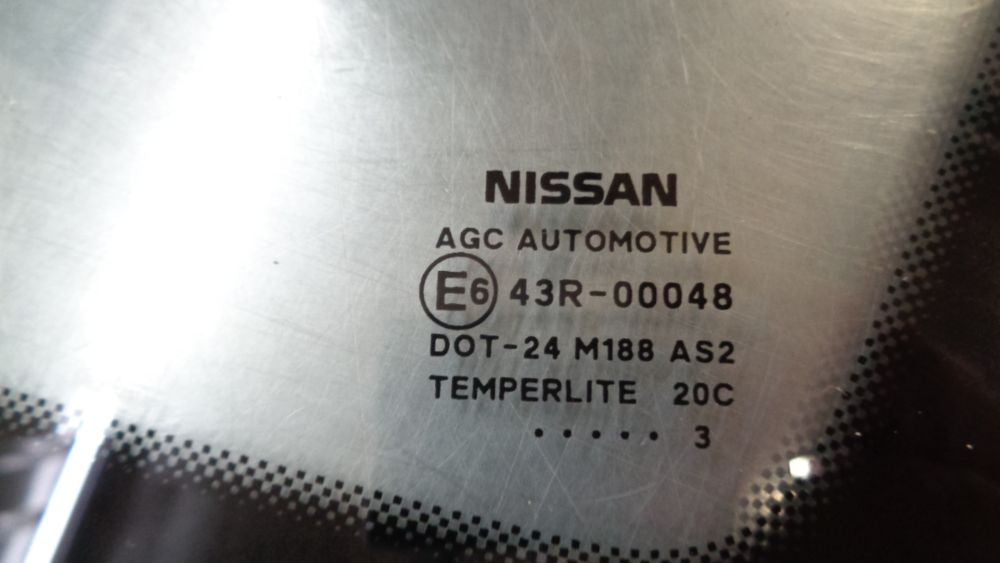 NISSAN
AGC AUTOMOTIVE
E6 43R-00048
DOT-24 M188 AS2
TEMPERLITE 20C
. . . . . 3